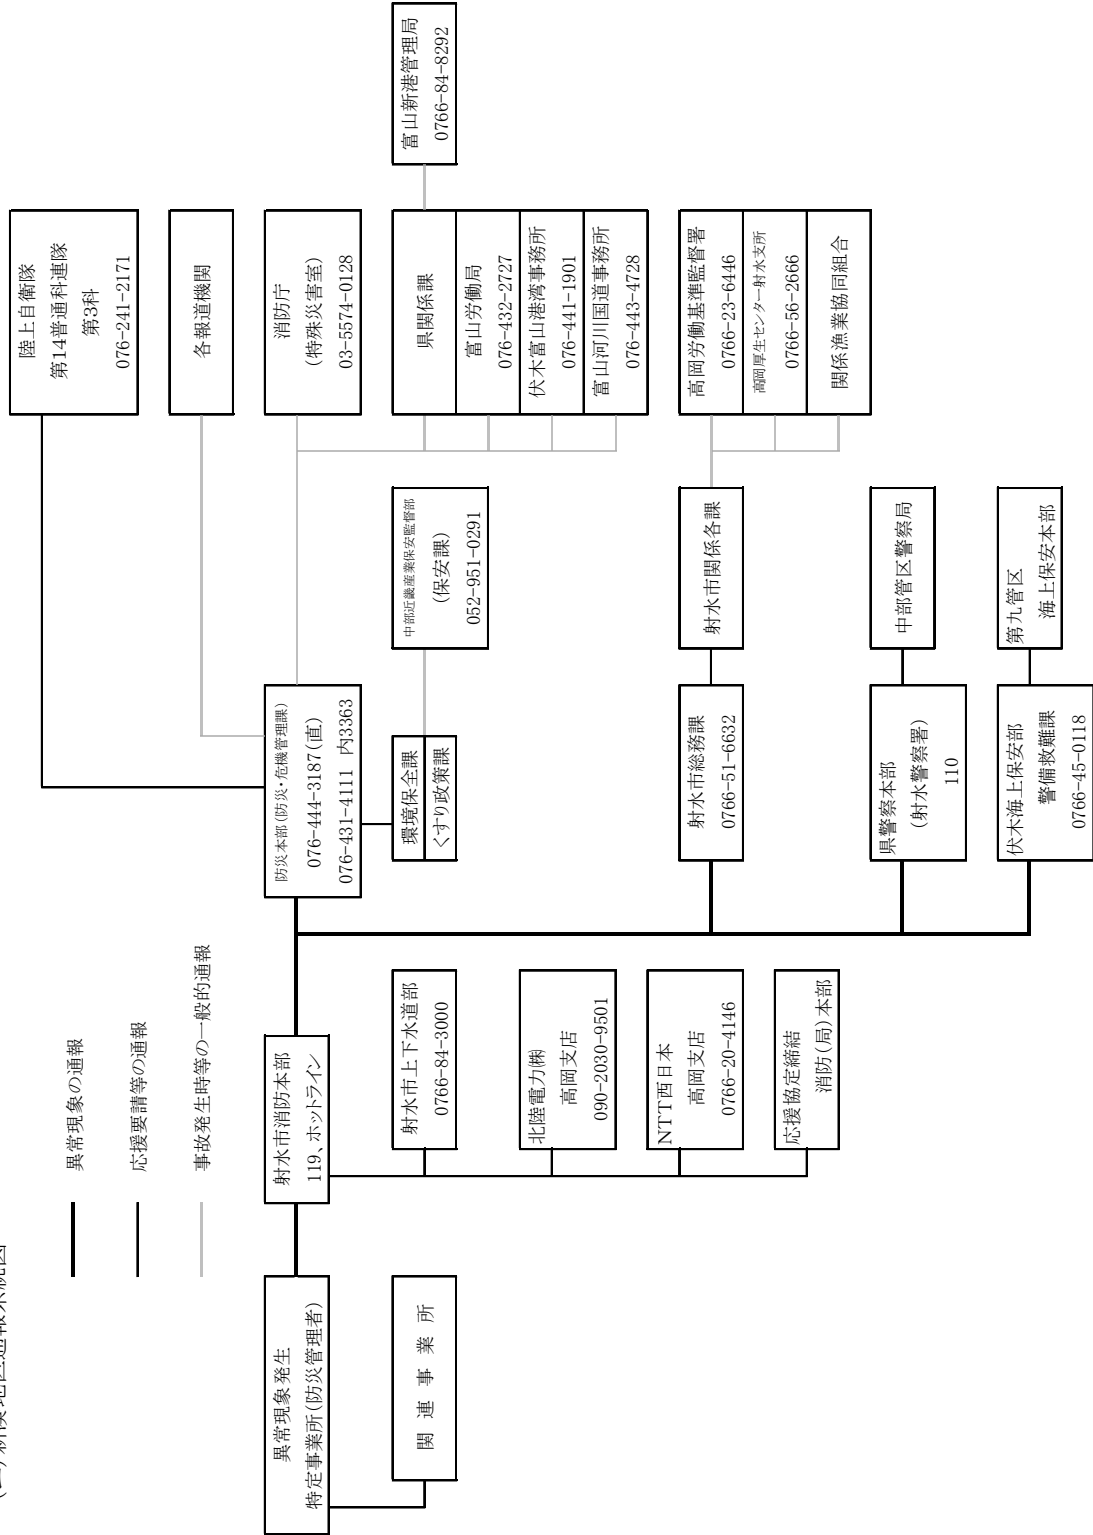 異常現象の通報
応援要請等の通報
事故発生時等の一般的通報
異常現象発生
特定事業所(防災管理者)
関連事業所
射水市消防本部
119、ホットライン
射水市上下水道部
0766-84-3000
北陸電力㈱
高岡支店
090-2030-9501
NTT西日本
高岡支店
0766-20-4146
応援協定締結
消防(局)本部
防災本部(防災・危機管理課)
076-444-3187(直)
076-431-4111 内3363
環境保全課
くすり政策課
射水市総務課
0766-51-6632
県警察本部
(射水警察署)
110
伏木海上保安部
警備救難課
0766-45-0118
中部近畿産業保安監督部
(保安課)
052-951-0291
射水市関係各課
中部管区警察局
第九管区
海上保安本部
陸上自衛隊
第14普通科連隊
第3科
076-241-2171
各報道機関
消防庁
(特殊災害室)
03-5574-0128
県関係課
富山労働局
076-432-2727
伏木富山港湾事務所
076-441-1901
富山河川国道事務所
076-443-4728
高岡労働基準監督署
0766-23-6446
高岡厚生センター射水支所
0766-56-2666
関係漁業協同組合
富山新港管理局
0766-84-8292